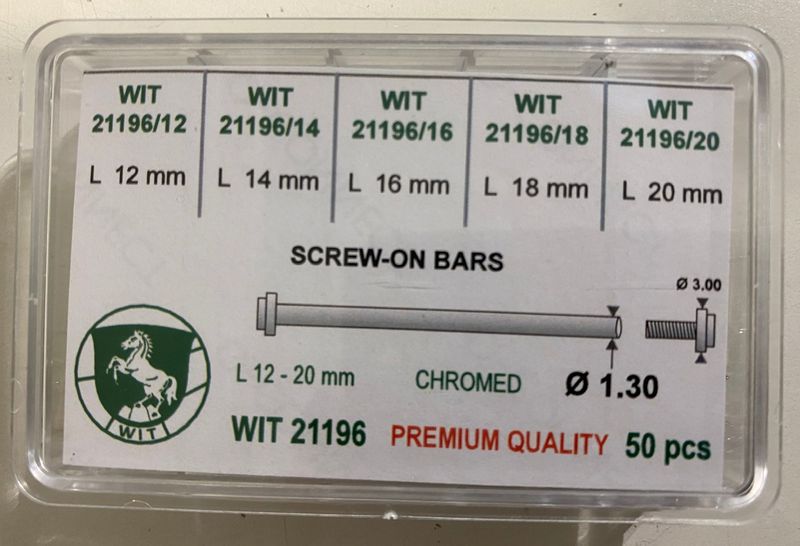 WIT WIT WIT WIT WIT
21196/12 21196/14 21196/16 21196/18 21196/20
L 12 mm L 14 mm L 16 mm L 18 mm L 20 mm
SCREW-ON BARS
Ø 3.00
L 12 - 20 mm CHROMED Ø 1.30
WIT
WIT 21196 PREMIUM QUALITY 50 pcs